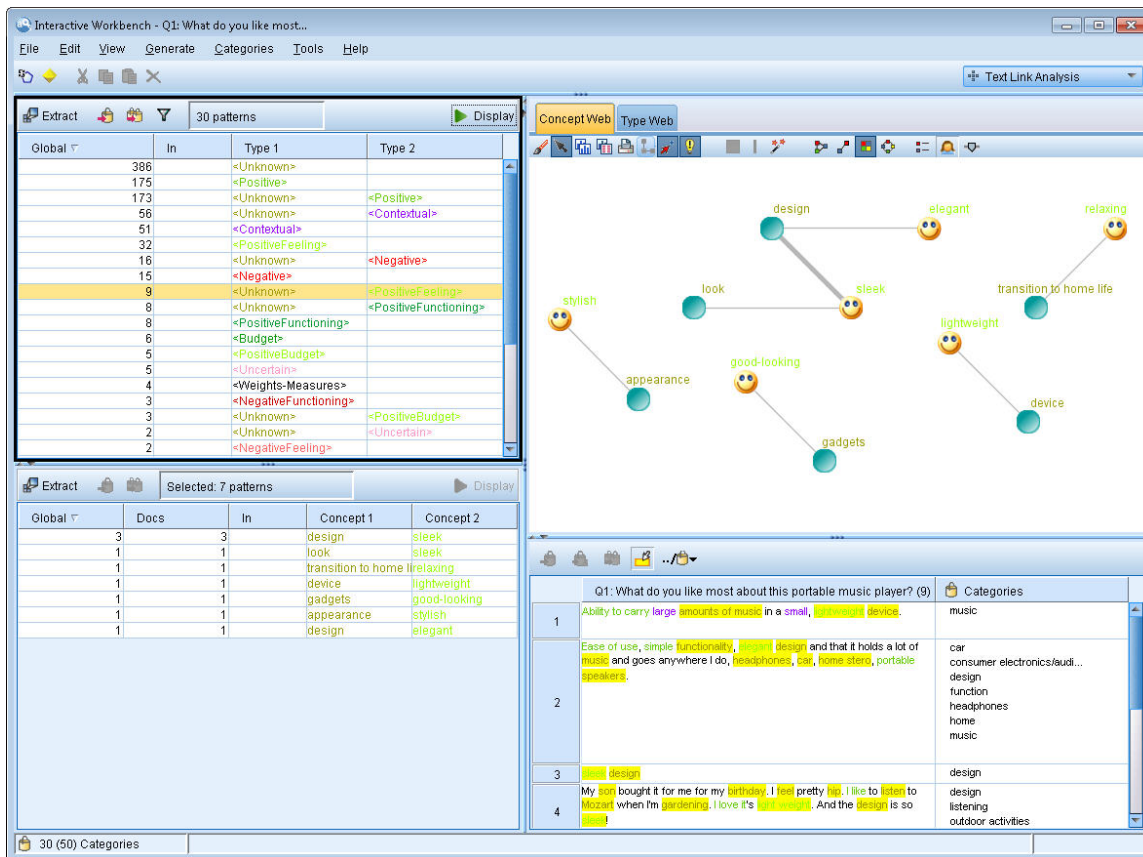 Interactive Workbench - Q1: What do you like most...
File Edit View Generate Categories Tools Help
Text Link Analysis
Extract 30 patterns Display
Global In Type 1 Type 2
386 <Unknown>
175 <Positive>
173 <Unknown> <Positive>
56 <Unknown> <Contextual>
51 <Contextual>
32 <PositiveFeeling>
16 <Unknown> <Negative>
15 <Negative>
9 <Unknown> <PositiveFeeling>
8 <Unknown> <PositiveFunctioning>
8 <PositiveFunctioning>
6 <Budget>
5 <PositiveBudget>
5 <Uncertain>
4 <Weights-Measures>
3 <NegativeFunctioning>
3 <Unknown> <PositiveBudget>
2 <Unknown> <Uncertain>
2 <NegativeFeeling>
Concept Web Type Web
design elegant relaxing
look sleek transition to home life
stylish lightweight
good-looking
appearance device
gadgets
Extract Selected: 7 patterns Display
Global Docs In Concept 1 Concept 2
3 3 design sleek
1 1 look sleek
1 1 transition to home li relaxing
1 1 device lightweight
1 1 gadgets good-looking
1 1 appearance stylish
1 1 design elegant
Q1: What do you like most about this portable music player? (9) Categories
1 Ability to carry large amounts of music in a small, lightweight device. music
2 Ease of use, simple functionality, elegant design and that it holds a lot of
music and goes anywhere I do, headphones, car, home stero, portable
speakers.
car
consumer electronics/audi...
design
function
headphones
home
music
3 sleek design design
4 My son bought it for me for my birthday. I feel pretty hip. I like to listen to
Mozart when I'm gardening. I love it's light weight. And the design is so
sleek!
design
listening
outdoor activities
30 (50) Categories